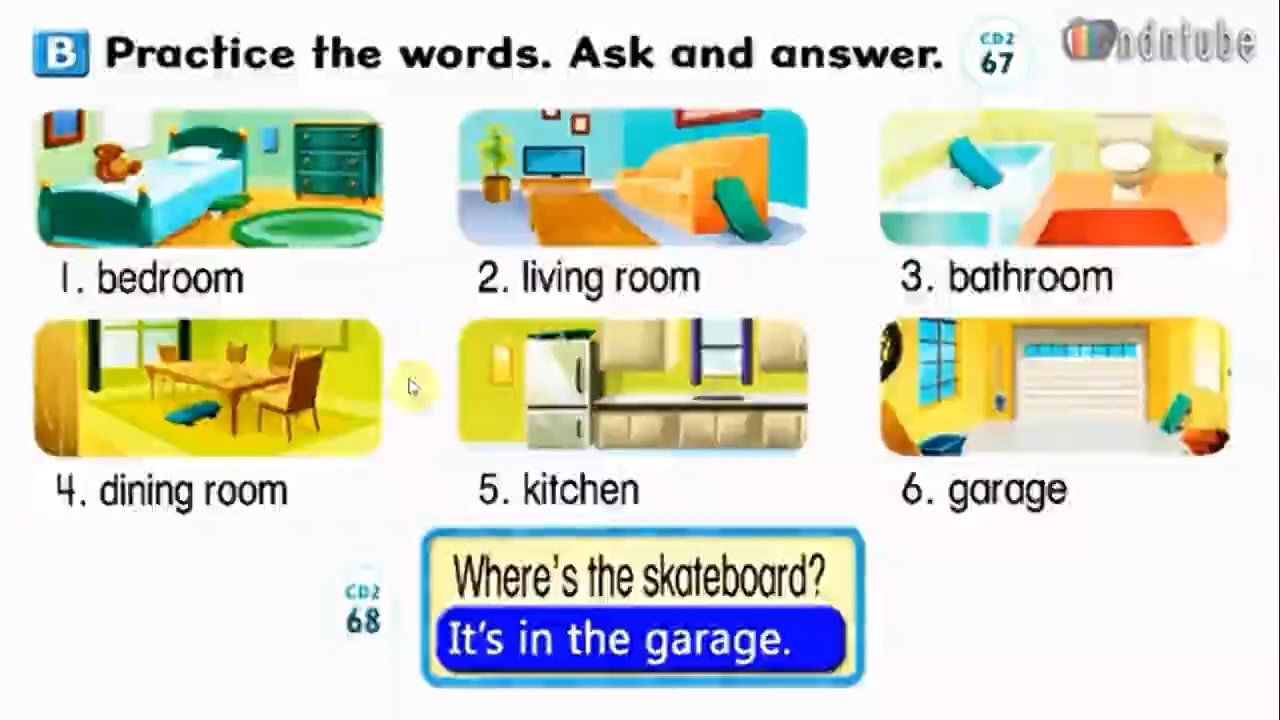 B Practice the words. Ask and answer. CD2 67
1. bedroom
2. living room
3. bathroom
4. dining room
5. kitchen
6. garage
CD2 68
Where's the skateboard?
It's in the garage.